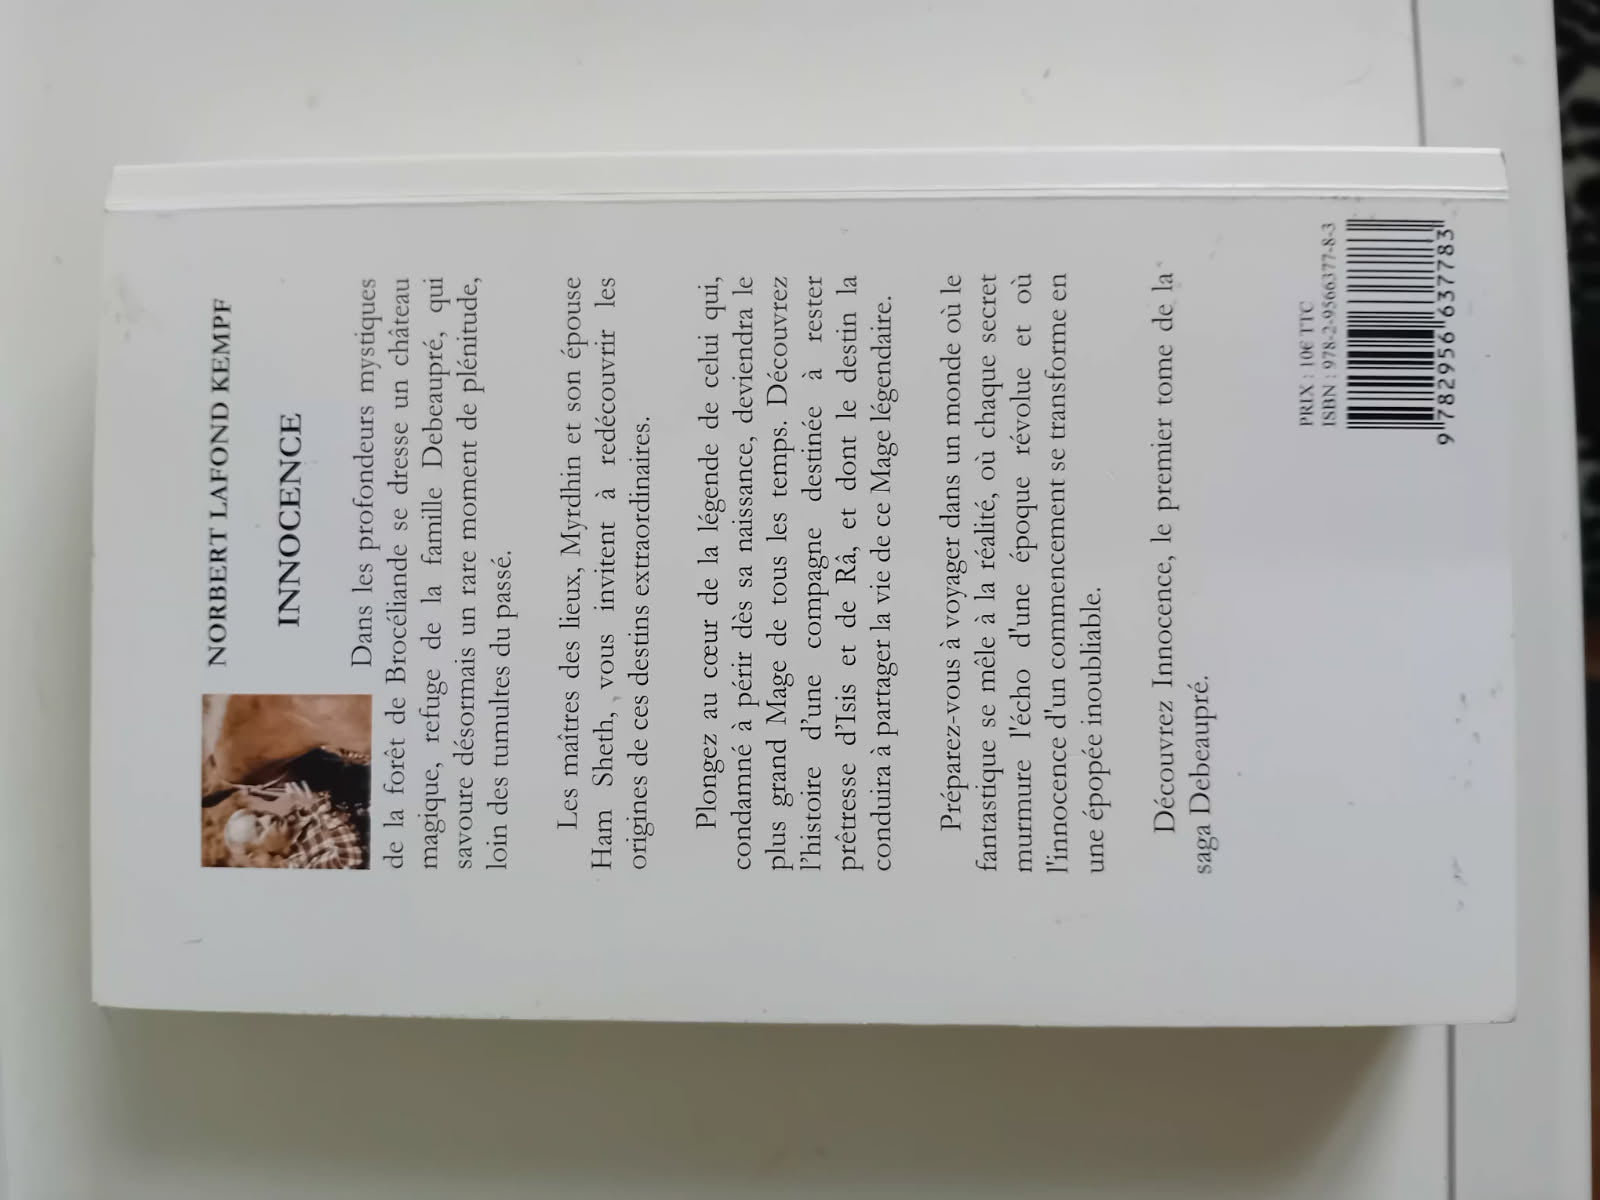 NORBERT LAFOND KEMPF
INNOCENCE
Dans les profondeurs mystiques
de la forêt de Brocéliande se dresse un château
magique, refuge de la famille Debeaupré, qui
savoure désormais un rare moment de plénitude,
loin des tumultes du passé.
Les maîtres des lieux, Myrdhin et son épouse
Ham Sheth, vous invitent à redécouvrir les
origines de ces destins extraordinaires.
Plongez au cœur de la légende de celui qui,
condamné à périr dès sa naissance, deviendra le
plus grand Mage de tous les temps. Découvrez
l’histoire d’une compagne destinée à rester
prêtresse d’Isis et de Râ, et dont le destin la
conduira à partager la vie de ce Mage légendaire.
Préparez-vous à voyager dans un monde où le
fantastique se mêle à la réalité, où chaque secret
murmure l'écho d'une époque révolue et où
l'innocence d'un commencement se transforme en
une épopée inoubliable.
Découvrez Innocence, le premier tome de la
saga Debeaupré.
PRIX : 10€ TTC
ISBN : 978-2-9566377-8-3
9 782956 637783